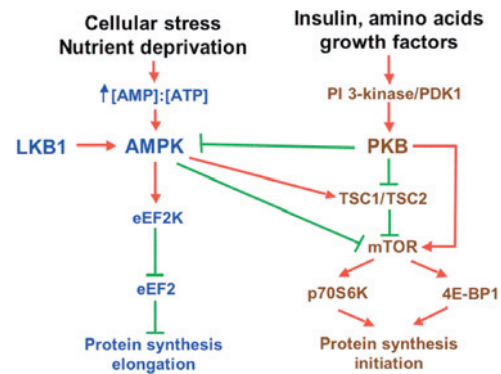 Cellular stress
Nutrient deprivation
Insulin, amino acids
growth factors
[AMP]:[ATP]
PI 3-kinase/PDK1
LKB1
AMPK
PKB
TSC1/TSC2
eEF2K
mTOR
eEF2
p70S6K
4E-BP1
Protein synthesis
elongation
Protein synthesis
initiation